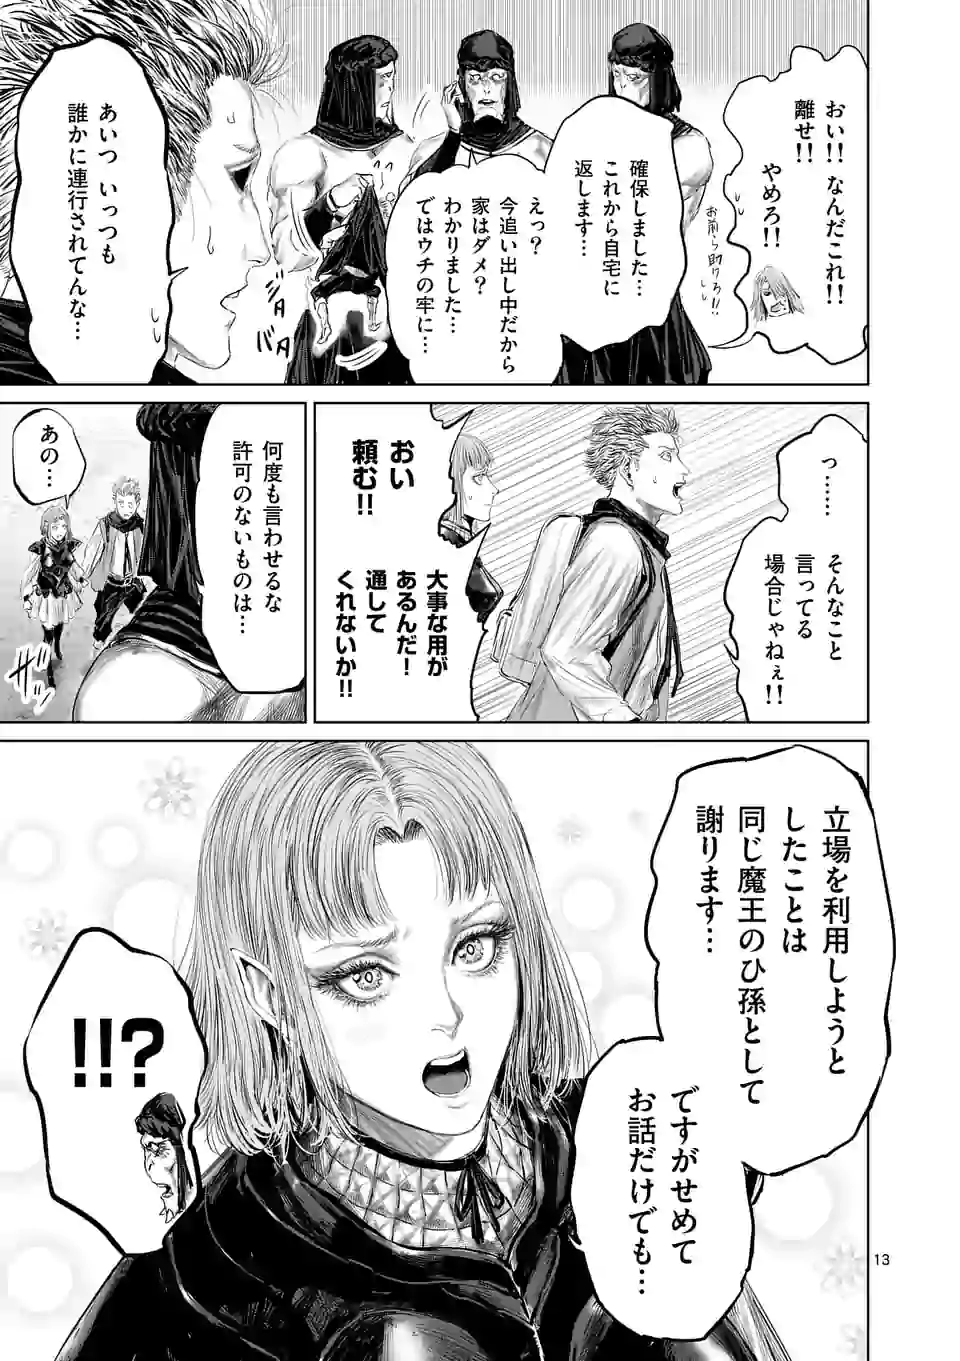 おい!!なんだこれ!!
離せ!!
やめろ!!
お前ら助けろ!!
確保しました…
これから自宅に
返します…
えっ?
今追い出し中だから
家はダメ?
わかりました…
ではウチの牢に…
ジタ
バタ
あいついっつも
誰かに連行されてんな…
っ……
そんなこと
言ってる
場合じゃねぇ!!
おい
頼む!!
大事な用が
あるんだ!
通して
くれないか!!
何度も言わせるな
許可のないものは…
あの…
ザッ
立場を利用しようと
したことは
同じ魔王のひ孫として
謝ります…
ですがせめて
お話だけでも…
!!?
13